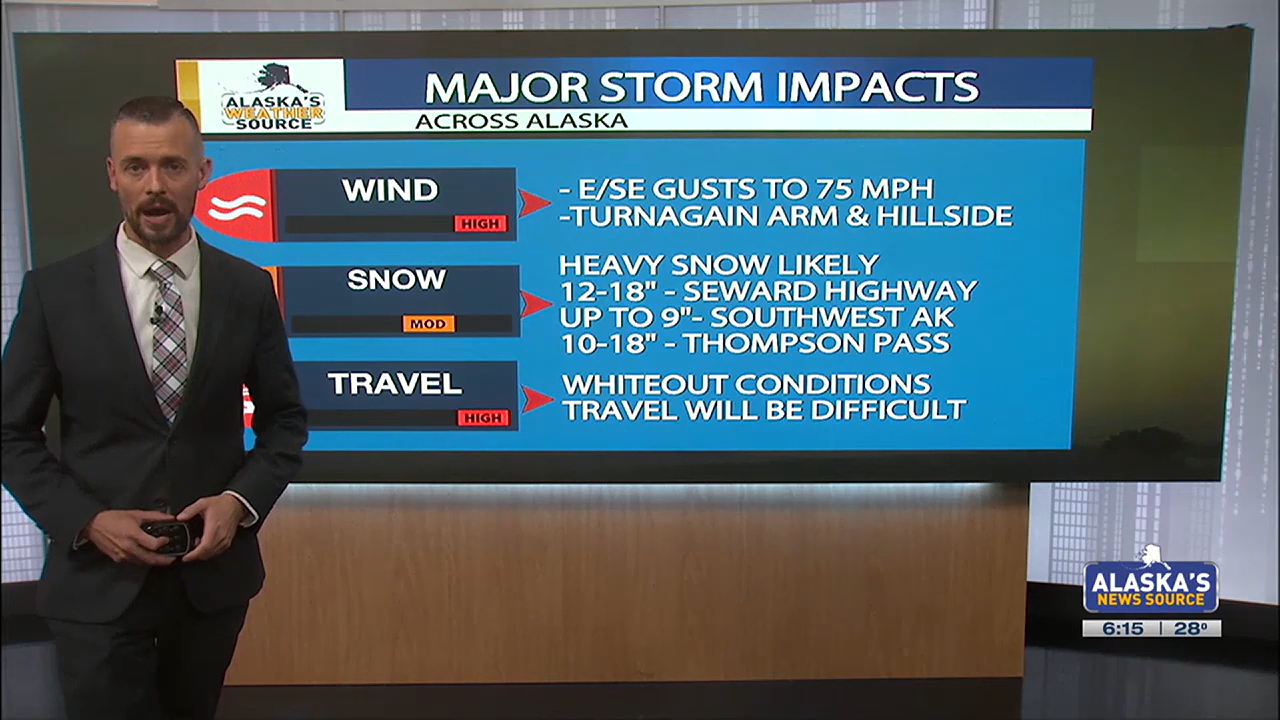 MAJOR STORM IMPACTS
ALASKA'S
WEATHER
SOURCE
ACROSS ALASKA
WIND
HIGH
- E/SE GUSTS TO 75 MPH
-TURNAGAIN ARM & HILLSIDE
SNOW
MOD
HEAVY SNOW LIKELY
12-18" - SEWARD HIGHWAY
UP TO 9"- SOUTHWEST AK
10-18" - THOMPSON PASS
TRAVEL
HIGH
WHITEOUT CONDITIONS
TRAVEL WILL BE DIFFICULT
ALASKA'S
NEWS SOURCE
6:15 | 28°